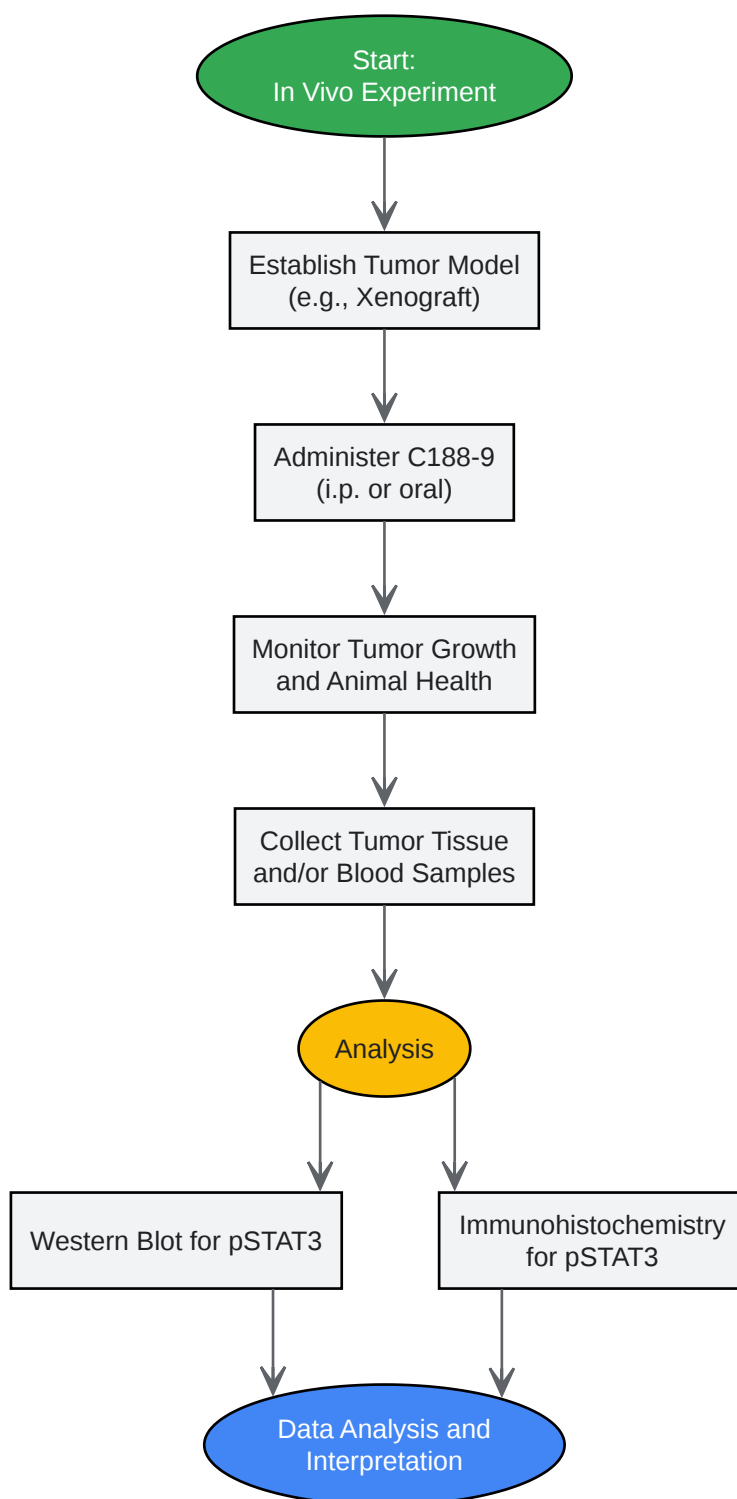 Start:
In Vivo Experiment
Establish Tumor Model
(e.g., Xenograft)
Administer C188-9
(i.p. or oral)
Monitor Tumor Growth
and Animal Health
Collect Tumor Tissue
and/or Blood Samples
Analysis
Western Blot for pSTAT3
Immunohistochemistry
for pSTAT3
Data Analysis and
Interpretation